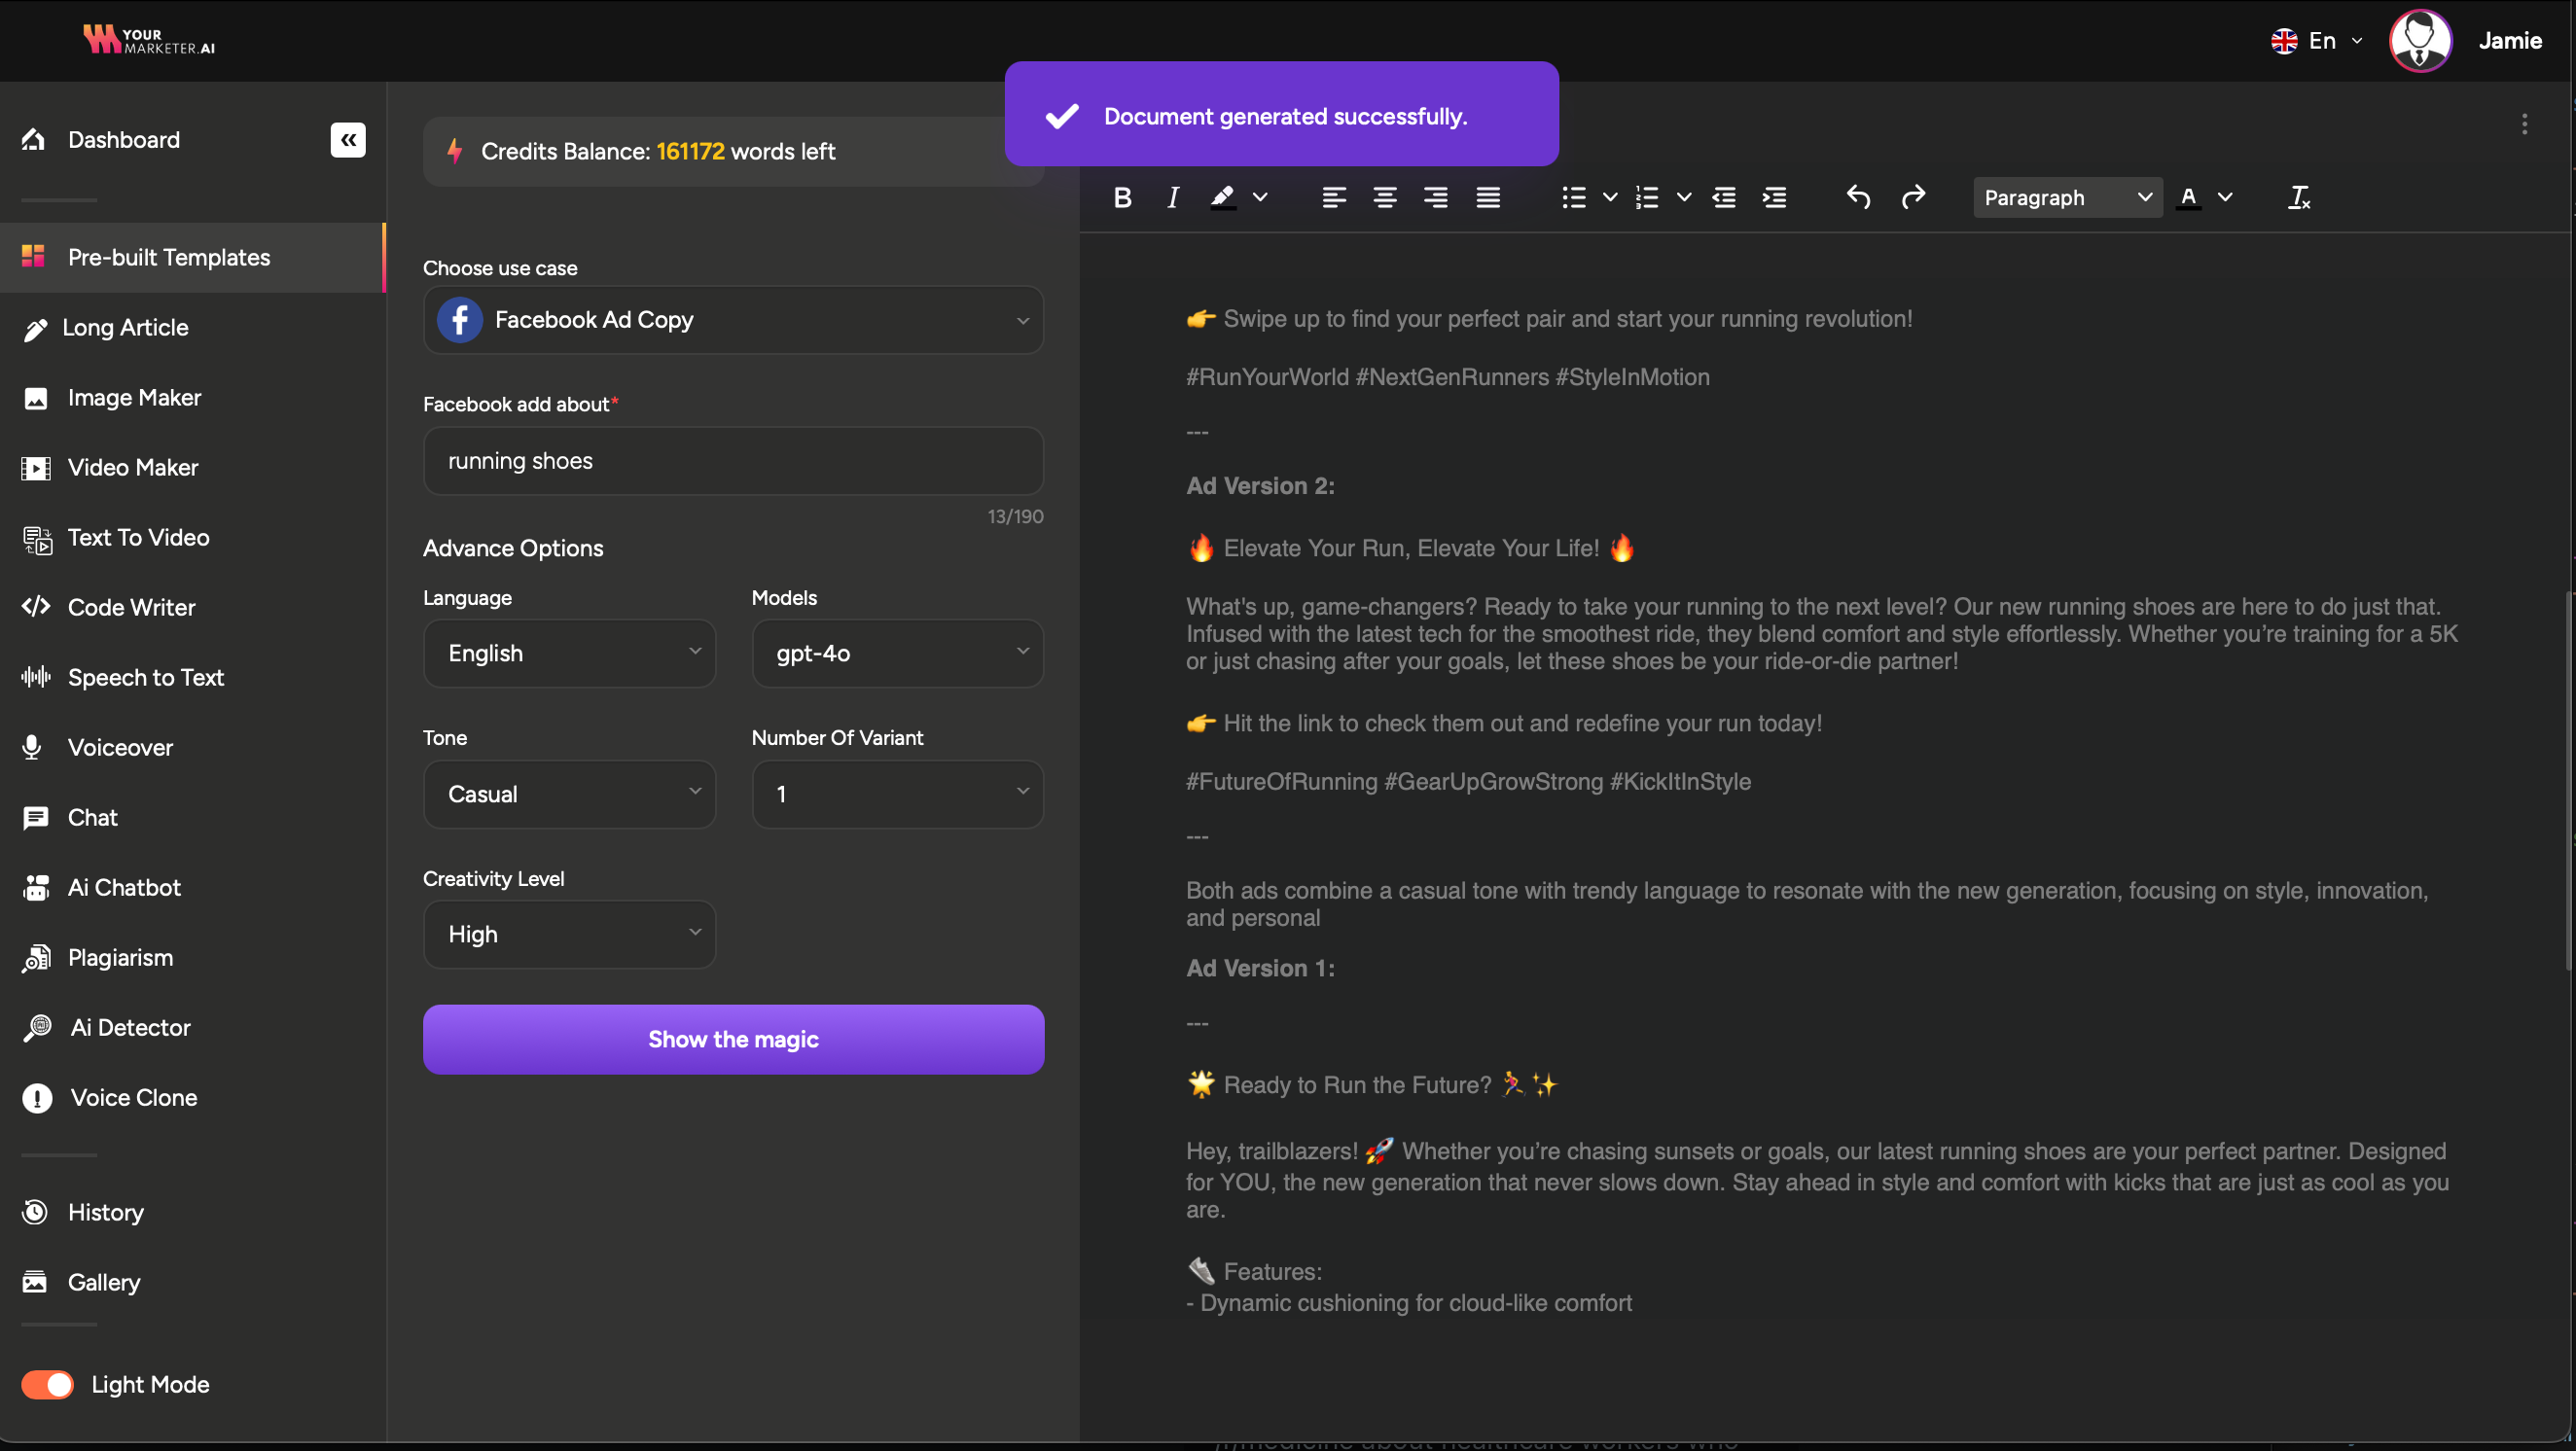 YOUR
MARKETER.AI
En
Jamie
Document generated successfully.
Dashboard
Pre-built Templates
Long Article
Image Maker
Video Maker
Text To Video
Code Writer
Speech to Text
Voiceover
Chat
Ai Chatbot
Plagiarism
Ai Detector
Voice Clone
History
Gallery
Light Mode
Credits Balance: 161172 words left
Choose use case
Facebook Ad Copy
Facebook add about*
running shoes
13/190
Advance Options
Language
Models
English
gpt-4o
Tone
Number Of Variant
Casual
1
Creativity Level
High
Show the magic
Paragraph
👉 Swipe up to find your perfect pair and start your running revolution!
#RunYourWorld #NextGenRunners #StyleInMotion
---
Ad Version 2:
🔥 Elevate Your Run, Elevate Your Life! 🔥
What's up, game-changers? Ready to take your running to the next level? Our new running shoes are here to do just that.
Infused with the latest tech for the smoothest ride, they blend comfort and style effortlessly. Whether you’re training for a 5K
or just chasing after your goals, let these shoes be your ride-or-die partner!
👉 Hit the link to check them out and redefine your run today!
#FutureOfRunning #GearUpGrowStrong #KickItInStyle
---
Both ads combine a casual tone with trendy language to resonate with the new generation, focusing on style, innovation,
and personal
Ad Version 1:
---
🌟 Ready to Run the Future? 🏃‍♀️✨
Hey, trailblazers! 🚀 Whether you’re chasing sunsets or goals, our latest running shoes are your perfect partner. Designed
for YOU, the new generation that never slows down. Stay ahead in style and comfort with kicks that are just as cool as you
are.
👟 Features:
- Dynamic cushioning for cloud-like comfort